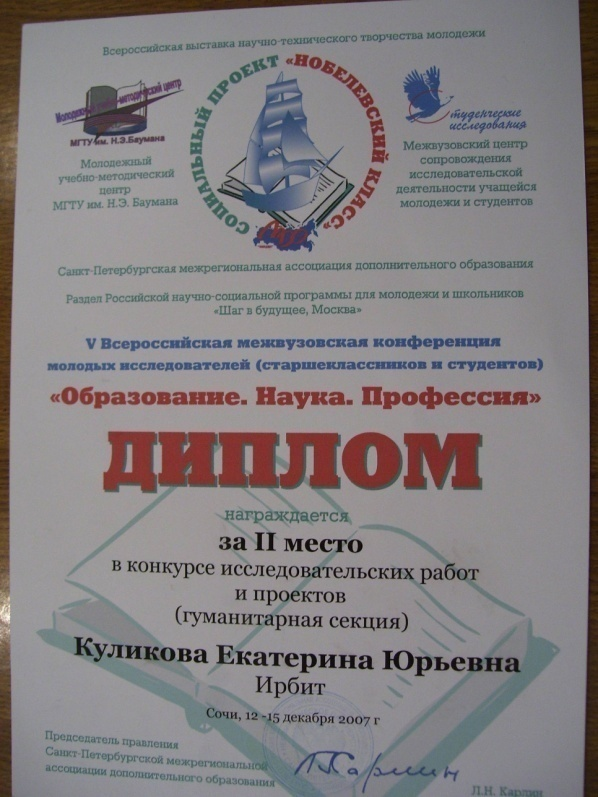 Всероссийская выставка научно-технического творчества молодежи
СОЦИАЛЬНЫЙ ПРОЕКТ «НОБЕЛЕВСКИЙ КЛАСС»
Молодежный учебно-методический центр
МГТУ им. Н.Э.Баумана
Молодежный
учебно-методический
центр
МГТУ им. Н.Э. Баумана
Студенческие
исследования
Межвузовский центр
сопровождения
исследовательской
деятельности учащейся
молодежи и студентов
Санкт-Петербургская межрегиональная ассоциация дополнительного образования
Раздел Российской научно-социальной программы для молодежи и школьников
«Шаг в будущее, Москва»
V Всероссийская межвузовская конференция
молодых исследователей (старшеклассников и студентов)
«Образование. Наука. Профессия»
ДИПЛОМ
награждается
за II место
в конкурсе исследовательских работ
и проектов
(гуманитарная секция)
Куликова Екатерина Юрьевна
Ирбит
Сочи, 12 -15 декабря 2007 г
Председатель правления
Санкт-Петербургской межрегиональной
ассоциации дополнительного образования
Л.Н. Кардин